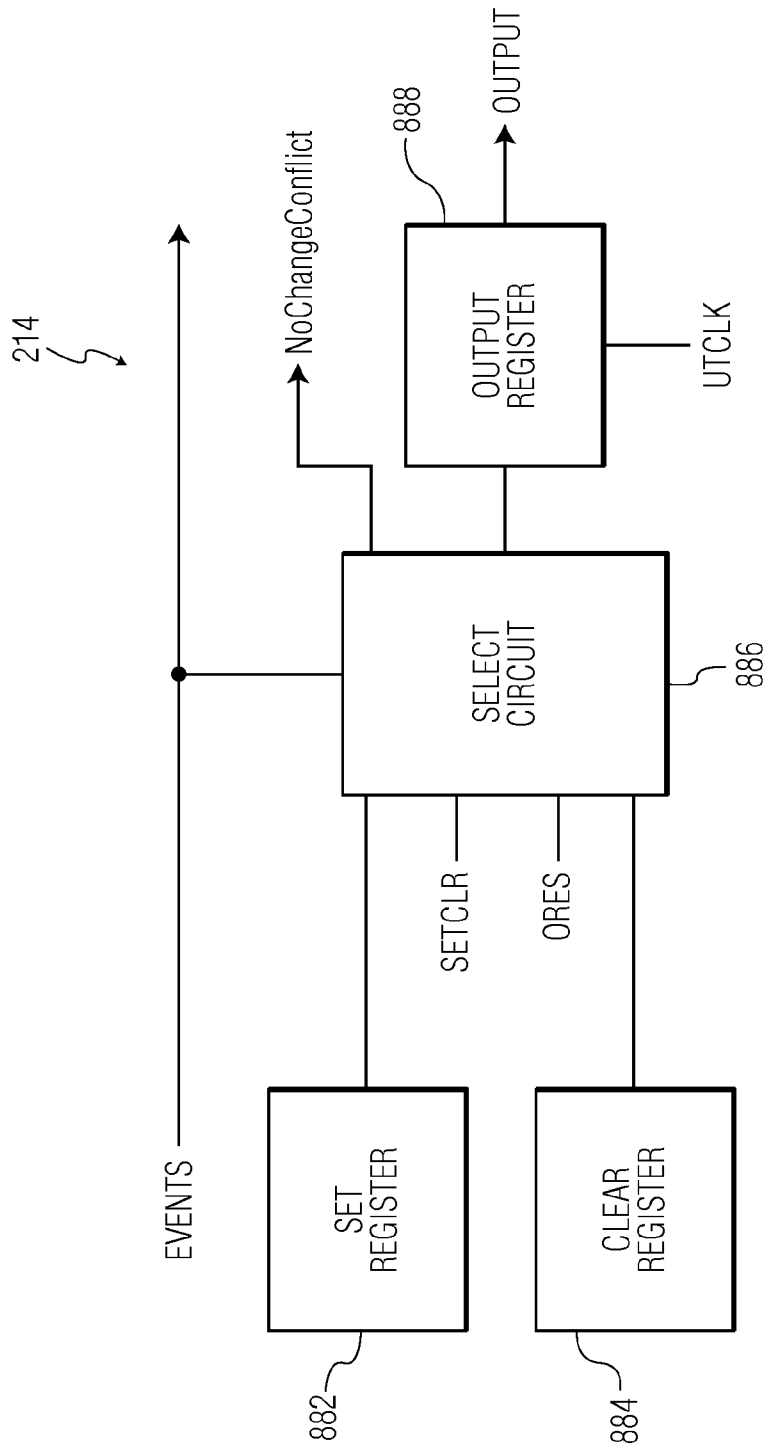 214
EVENTS
NoChangeConflict
882
SET
REGISTER
SETCLR
ORES
SELECT
CIRCUIT
886
OUTPUT
REGISTER
888
OUTPUT
UTCLK
884
CLEAR
REGISTER